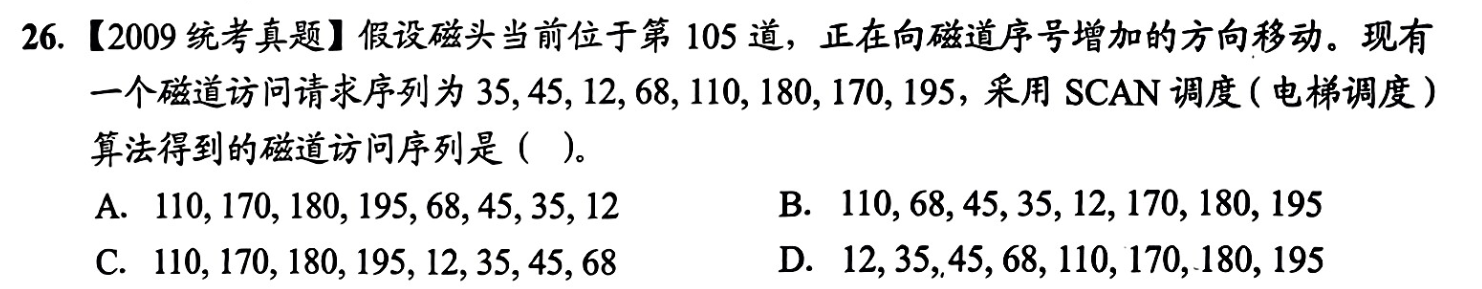 26. 【2009 统考真题】假设磁头当前位于第 105 道，正在向磁道序号增加的方向移动。现有
一个磁道访问请求序列为 35, 45, 12, 68, 110, 180, 170, 195，采用 SCAN 调度（电梯调度）
算法得到的磁道访问序列是（ ）。
A. 110, 170, 180, 195, 68, 45, 35, 12 B. 110, 68, 45, 35, 12, 170, 180, 195
C. 110, 170, 180, 195, 12, 35, 45, 68 D. 12, 35, 45, 68, 110, 170, 180, 195